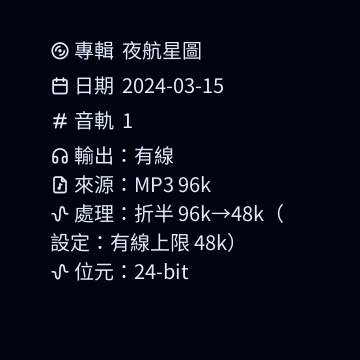 專輯 夜航星圖
日期 2024-03-15
# 音軌 1
輸出：有線
來源：MP3 96k
處理：折半 96k→48k（
設定：有線上限 48k）
位元：24-bit